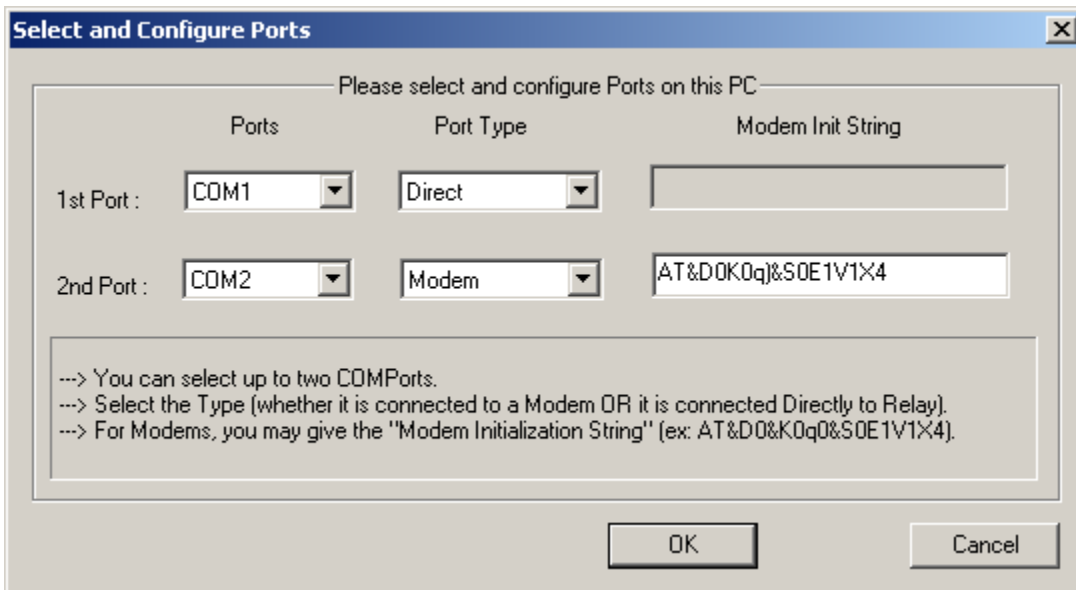 Select and Configure Ports
Please select and configure Ports on this PC
Ports Port Type Modem Init String
1st Port : COM1 Direct
2nd Port : COM2 Modem AT&D0K0q)&S0E1V1X4
---> You can select up to two COMPorts.
---> Select the Type (whether it is connected to a Modem OR it is connected Directly to Relay).
---> For Modems, you may give the "Modem Initialization String" (ex: AT&D0&K0q0&S0E1V1X4).
OK Cancel